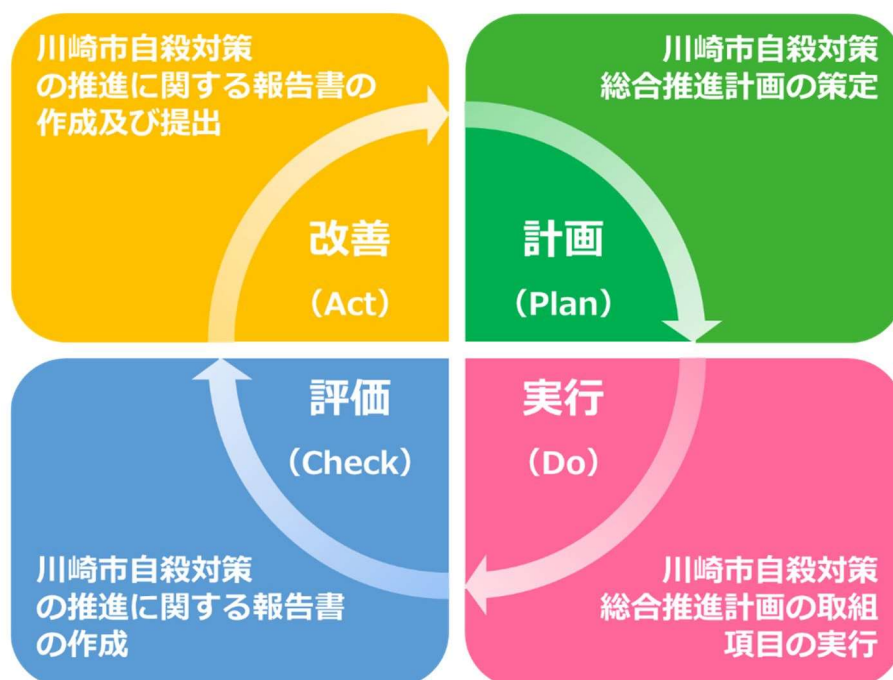 川崎市自殺対策
の推進に関する報告書の
作成及び提出
川崎市自殺対策
総合推進計画の策定
改善
(Act)
計画
(Plan)
評価
(Check)
実行
(Do)
川崎市自殺対策
の推進に関する報告書
の作成
川崎市自殺対策
総合推進計画の取組
項目の実行